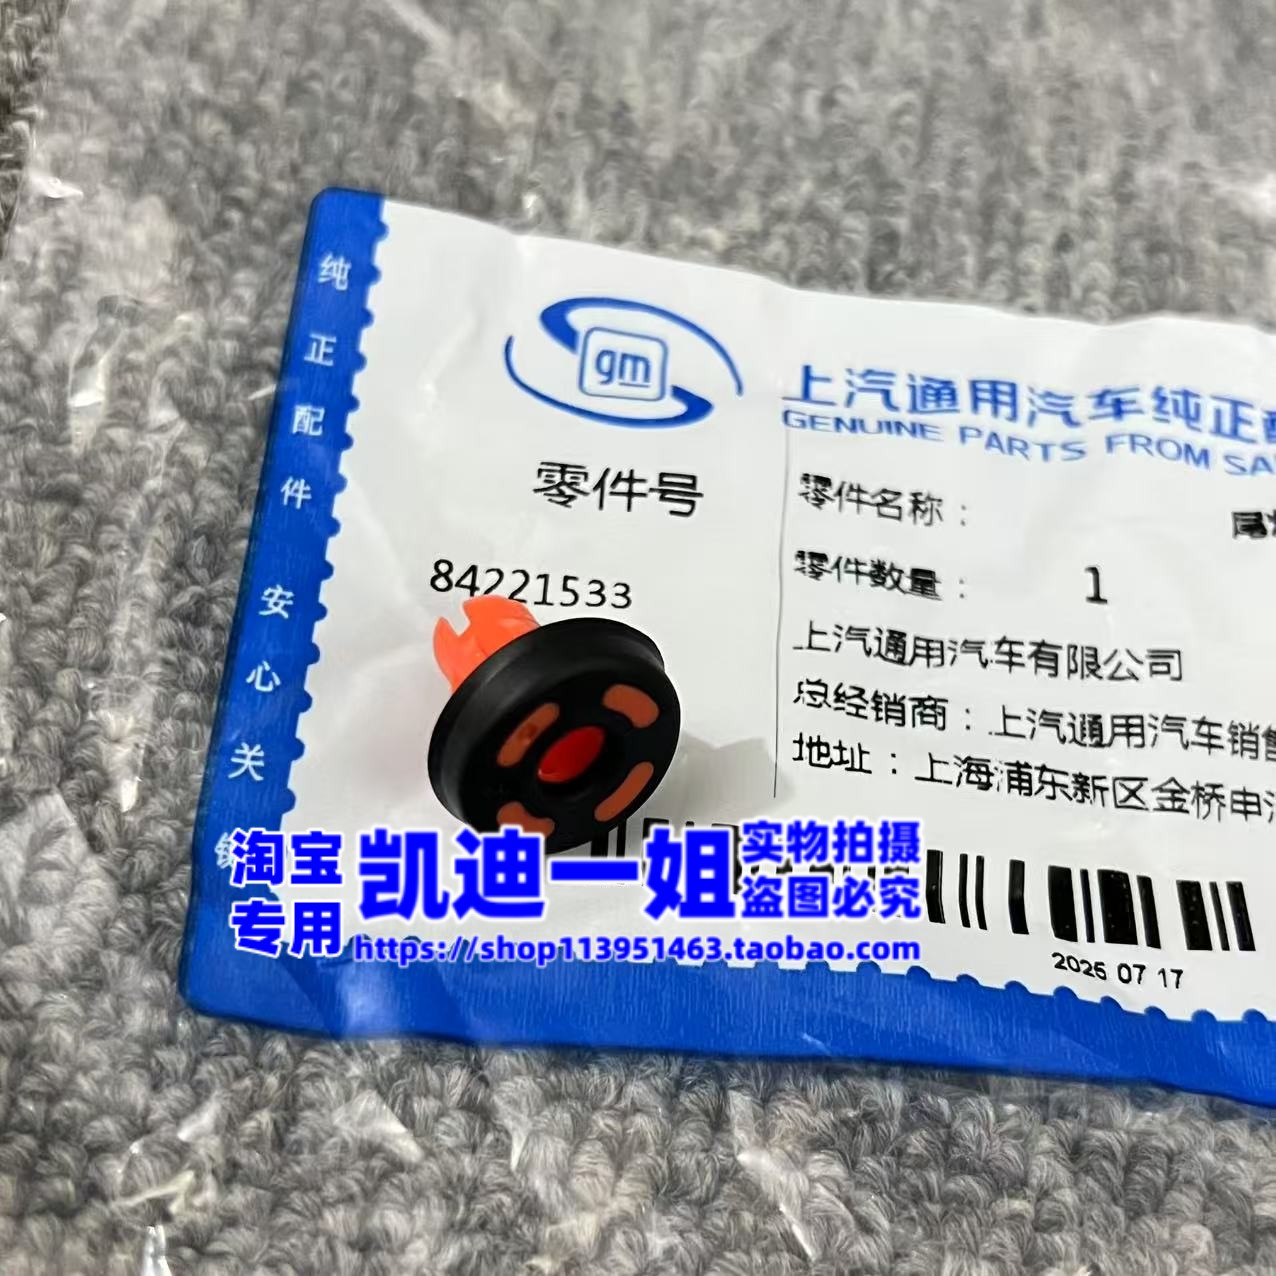 纯正配件 安心关
gm
上汽通用汽车纯正
GENUINE PARTS FROM SA
零件号
84221533
零件名称：
尾
零件数量：
1
上汽通用汽车有限公司
总经销商：上汽通用汽车销售
地址：上海浦东新区金桥申
2025 07 17
淘宝专用
凯迪一姐
实物拍摄
盗图必究
https://shop113951463.taobao.com